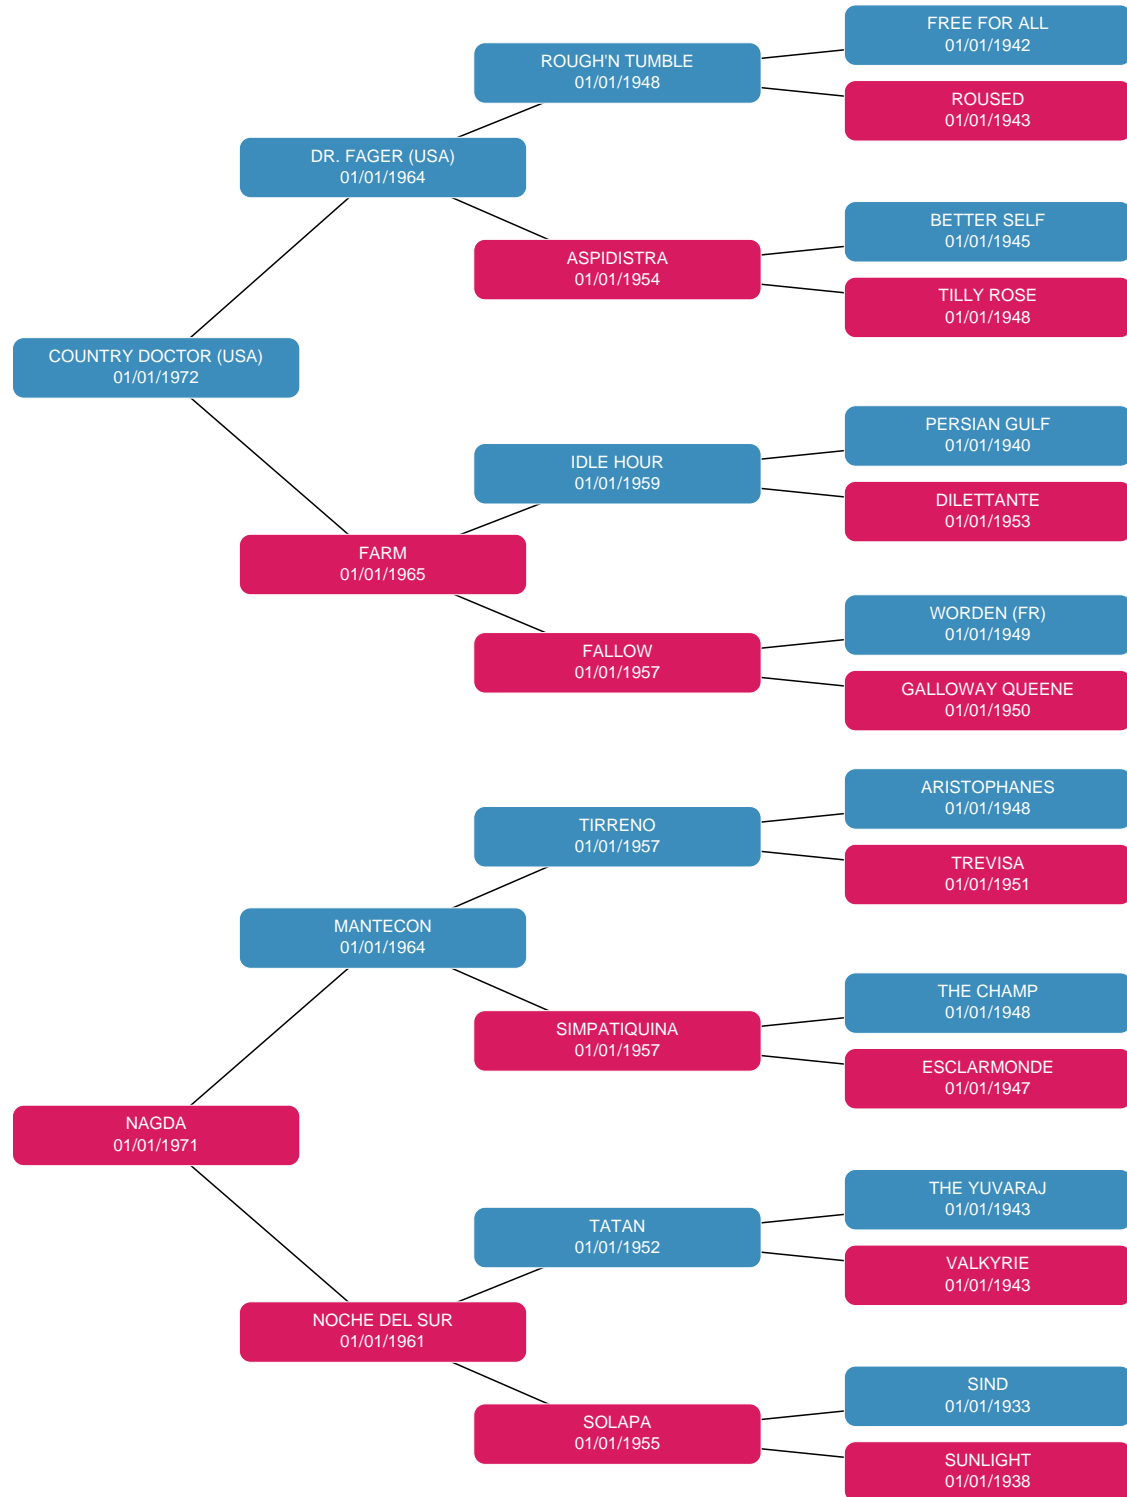 FREE FOR ALL
01/01/1942
ROUGH'N TUMBLE
01/01/1948
ROUSED
01/01/1943
DR. FAGER (USA)
01/01/1964
BETTER SELF
01/01/1945
ASPIDISTRA
01/01/1954
TILLY ROSE
01/01/1948
COUNTRY DOCTOR (USA)
01/01/1972
PERSIAN GULF
01/01/1940
IDLE HOUR
01/01/1959
DILETTANTE
01/01/1953
FARM
01/01/1965
WORDEN (FR)
01/01/1949
FALLOW
01/01/1957
GALLOWAY QUEENE
01/01/1950
ARISTOPHANES
01/01/1948
TIRRENO
01/01/1957
TREVISA
01/01/1951
MANTECON
01/01/1964
THE CHAMP
01/01/1948
SIMPATIQUINA
01/01/1957
ESCLARMONDE
01/01/1947
NAGDA
01/01/1971
THE YUVARAJ
01/01/1943
TATAN
01/01/1952
VALKYRIE
01/01/1943
NOCHE DEL SUR
01/01/1961
SIND
01/01/1933
SOLAPA
01/01/1955
SUNLIGHT
01/01/1938